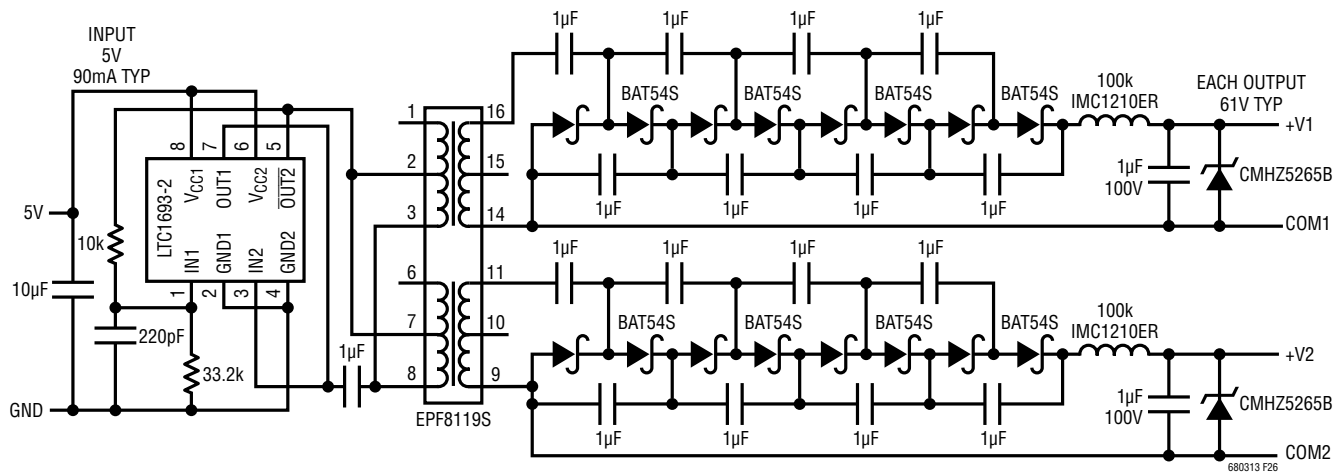 INPUT
5V
90mA TYP
5V
10µF
GND
10k
220pF
33.2k
8
7
6
5
VCC1
OUT1
VCC2
OUT2
LTC1693-2
IN1
GND1
IN2
GND2
1
2
3
4
1µF
1
2
3
6
7
8
16
15
14
11
10
9
EPF8119S
1µF
1µF
1µF
1µF
BAT54S
BAT54S
BAT54S
BAT54S
1µF
1µF
1µF
1µF
100k
IMC1210ER
EACH OUTPUT
61V TYP
+V1
1µF
100V
CMHZ5265B
COM1
1µF
1µF
1µF
1µF
BAT54S
BAT54S
BAT54S
BAT54S
1µF
1µF
1µF
1µF
100k
IMC1210ER
+V2
1µF
100V
CMHZ5265B
COM2
680313 F26